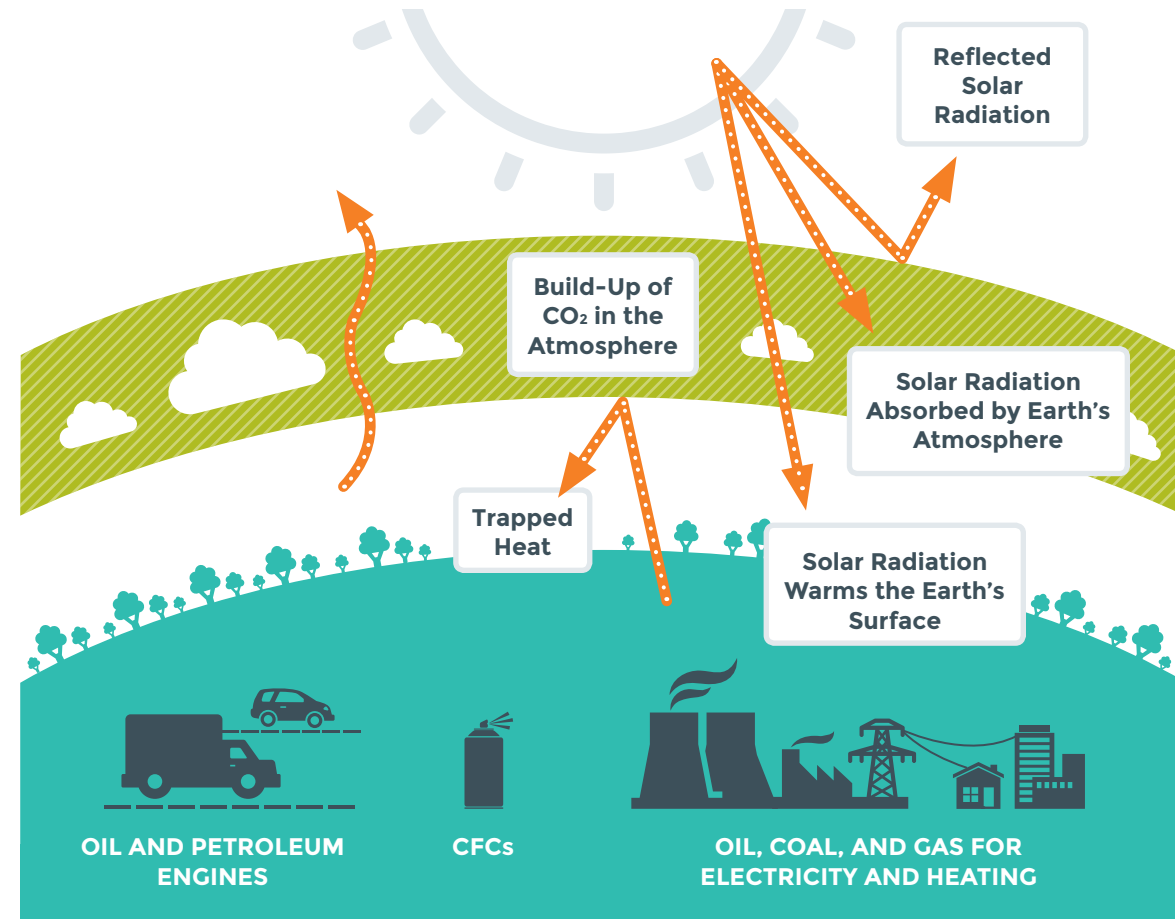 Reflected
Solar
Radiation
Build-Up of
CO₂ in the
Atmosphere
Solar Radiation
Absorbed by Earth's
Atmosphere
Trapped
Heat
Solar Radiation
Warms the Earth's
Surface
OIL AND PETROLEUM
ENGINES
CFCs
OIL, COAL, AND GAS FOR
ELECTRICITY AND HEATING